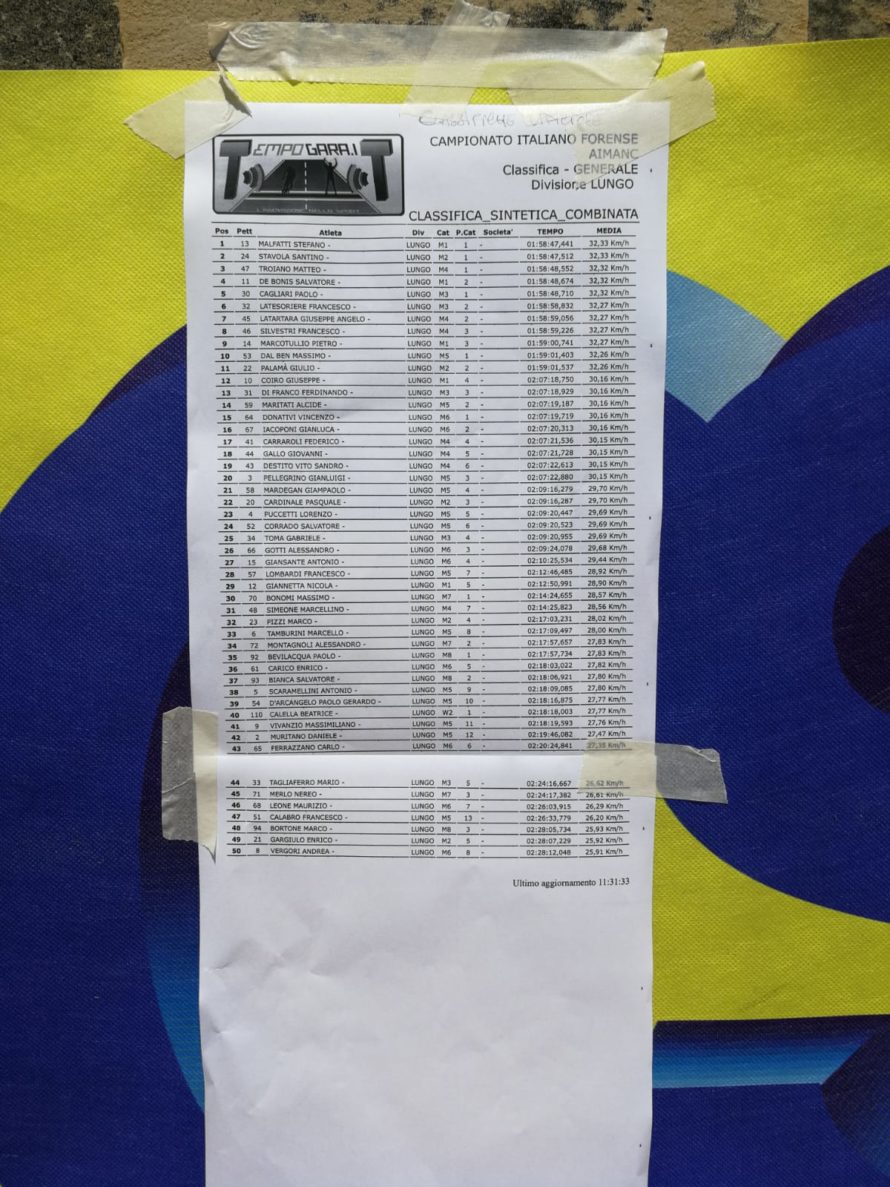 CAMPIONATO ITALIANO FORENSE
AIMANC
Classifica - GENERALE
Divisione LUNGO
TEMPOGARA.IT
CLASSIFICA_SINTETICA_COMBINATA
Pos Pett Atleta Div Cat P.Cat Societa' TEMPO MEDIA
1 13 MALFATTI STEFANO - LUNGO M1 1 - 01:58:47,441 32,33 Km/h
2 24 STAVOLA SANTINO - LUNGO M2 1 - 01:58:47,512 32,33 Km/h
3 47 TROIANO MATTEO - LUNGO M4 1 - 01:58:48,552 32,32 Km/h
4 11 DE BONIS SALVATORE - LUNGO M1 2 - 01:58:48,674 32,32 Km/h
5 30 CAGLIARI PAOLO - LUNGO M3 1 - 01:58:48,710 32,32 Km/h
6 32 LATESORIERE FRANCESCO - LUNGO M3 2 - 01:58:58,832 32,27 Km/h
7 45 LATARTARA GIUSEPPE ANGELO - LUNGO M4 2 - 01:58:59,056 32,27 Km/h
8 46 SILVESTRI FRANCESCO - LUNGO M4 3 - 01:58:59,226 32,27 Km/h
9 14 MARCOTULLIO PIETRO - LUNGO M1 3 - 01:59:00,741 32,27 Km/h
10 53 DAL BEN MASSIMO - LUNGO M5 1 - 01:59:01,403 32,26 Km/h
11 22 PALAMÁ GIULIO - LUNGO M2 2 - 01:59:01,537 32,26 Km/h
12 10 COIRO GIUSEPPE - LUNGO M1 4 - 02:07:18,750 30,16 Km/h
13 31 DI FRANCO FERDINANDO - LUNGO M3 3 - 02:07:18,929 30,16 Km/h
14 59 MARITATI ALCIDE - LUNGO M5 2 - 02:07:19,187 30,16 Km/h
15 64 DONATIVI VINCENZO - LUNGO M6 1 - 02:07:19,719 30,16 Km/h
16 67 IACOPONI GIANLUCA - LUNGO M6 2 - 02:07:20,313 30,16 Km/h
17 41 CARRAROLI FEDERICO - LUNGO M4 4 - 02:07:21,536 30,15 Km/h
18 44 GALLO GIOVANNI - LUNGO M4 5 - 02:07:21,728 30,15 Km/h
19 43 DESTITO VITO SANDRO - LUNGO M4 6 - 02:07:22,613 30,15 Km/h
20 3 PELLEGRINO GIANLUIGI - LUNGO M5 3 - 02:07:22,880 30,15 Km/h
21 58 MARDEGAN GIAMPAOLO - LUNGO M5 4 - 02:09:16,279 29,70 Km/h
22 20 CARDINALE PASQUALE - LUNGO M2 3 - 02:09:16,287 29,70 Km/h
23 4 FUCCETTI LORENZO - LUNGO M5 5 - 02:09:20,447 29,69 Km/h
24 52 CORRADO SALVATORE - LUNGO M5 6 - 02:09:20,523 29,69 Km/h
25 34 TOMA GABRIELE - LUNGO M3 4 - 02:09:20,955 29,69 Km/h
26 66 GOTTI ALESSANDRO - LUNGO M6 3 - 02:09:24,078 29,68 Km/h
27 15 GIANSANTE ANTONIO - LUNGO M6 4 - 02:10:25,534 29,44 Km/h
28 57 LOMBARDI FRANCESCO - LUNGO M5 7 - 02:12:46,485 28,92 Km/h
29 12 GIANNETTA NICOLA - LUNGO M1 5 - 02:12:50,991 28,90 Km/h
30 70 BONOMI MASSIMO - LUNGO M7 1 - 02:14:24,655 28,57 Km/h
31 48 SIMEONE MARCELLINO - LUNGO M4 7 - 02:14:25,823 28,56 Km/h
32 23 PIZZI MARCO - LUNGO M2 4 - 02:17:03,231 28,02 Km/h
33 6 TAMBURINI MARCELLO - LUNGO M5 8 - 02:17:09,497 28,00 Km/h
34 72 MONTAGNOLI ALESSANDRO - LUNGO M7 2 - 02:17:57,657 27,83 Km/h
35 92 BEVILACQUA PAOLO - LUNGO M8 1 - 02:17:57,734 27,83 Km/h
36 61 CARICO ENRICO - LUNGO M6 5 - 02:18:03,022 27,82 Km/h
37 93 BIANCA SALVATORE - LUNGO M8 2 - 02:18:06,921 27,80 Km/h
38 5 SCARAMELLINI ANTONIO - LUNGO M5 9 - 02:18:09,085 27,80 Km/h
39 54 D'ARCANGELO PAOLO GERARDO - LUNGO M5 10 - 02:18:16,875 27,77 Km/h
40 110 CALELLA BEATRICE - LUNGO W2 1 - 02:18:18,003 27,77 Km/h
41 9 VIVANZIO MASSIMILIANO - LUNGO M5 11 - 02:18:19,593 27,76 Km/h
42 2 MURITANO DANIELE - LUNGO M5 12 - 02:19:46,082 27,47 Km/h
43 65 FERRAZZANO CARLO - LUNGO M6 6 - 02:20:24,841 27,35 Km/h
44 33 TAGLIAFERRO MARIO - LUNGO M3 5 - 02:24:16,667 26,62 Km/h
45 71 MERLO NEREO - LUNGO M7 3 - 02:24:17,382 26,61 Km/h
46 68 LEONE MAURIZIO - LUNGO M6 7 - 02:26:03,915 26,29 Km/h
47 51 CALABRO FRANCESCO - LUNGO M5 13 - 02:26:33,779 26,20 Km/h
48 94 BORTONE MARCO - LUNGO M8 3 - 02:28:05,734 25,93 Km/h
49 21 GARGIULO ENRICO - LUNGO M2 5 - 02:28:07,229 25,92 Km/h
50 8 VERGORI ANDREA - LUNGO M6 8 - 02:28:12,048 25,91 Km/h
Ultimo aggiornamento 11:31:33